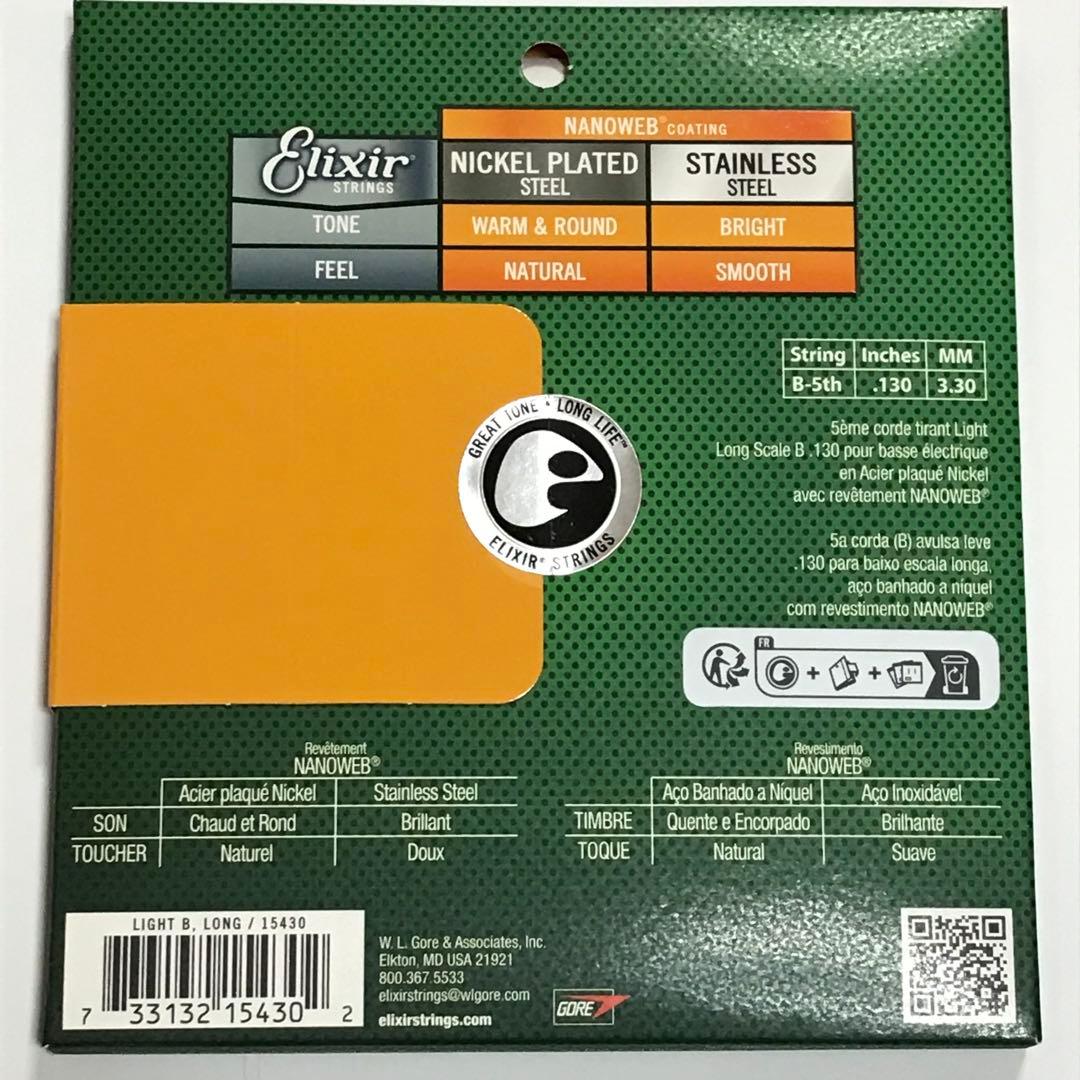 NANOWEB® COATING
Elixir®
STRINGS
NICKEL PLATED
STEEL
STAINLESS
STEEL
TONE WARM & ROUND BRIGHT
FEEL NATURAL SMOOTH
String Inches MM
B-5th .130 3.30
GREAT TONE • LONG LIFE™
ELIXIR® STRINGS
5ème corde tirant Light
Long Scale B .130 pour basse électrique
en Acier plaqué Nickel
avec revêtement NANOWEB®
5a corda (B) avulsa leve
.130 para baixo escala longa,
aço banhado a níquel
com revestimento NANOWEB®
FR
Revêtement
NANOWEB®
Acier plaqué Nickel Stainless Steel
SON Chaud et Rond Brillant
TOUCHER Naturel Doux
Revestimento
NANOWEB®
Aço Banhado a Níquel Aço Inoxidável
TIMBRE Quente e Encorpado Brilhante
TOQUE Natural Suave
LIGHT B, LONG / 15430
7 33132 15430 2
W. L. Gore & Associates, Inc.
Elkton, MD USA 21921
800.367.5533
elixirstrings@wlgore.com
elixirstrings.com
GORE